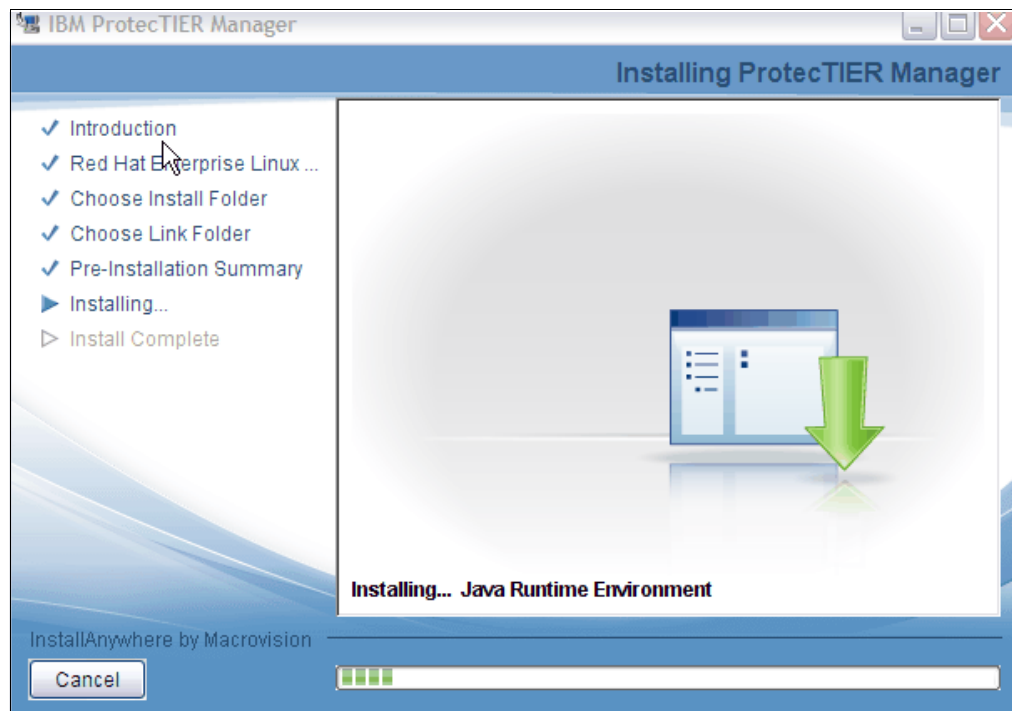 IBM ProtecTIER Manager
Installing ProtecTIER Manager
Introduction
Red Hat Enterprise Linux ...
Choose Install Folder
Choose Link Folder
Pre-Installation Summary
Installing...
Install Complete
Installing... Java Runtime Environment
InstallAnywhere by Macrovision
Cancel